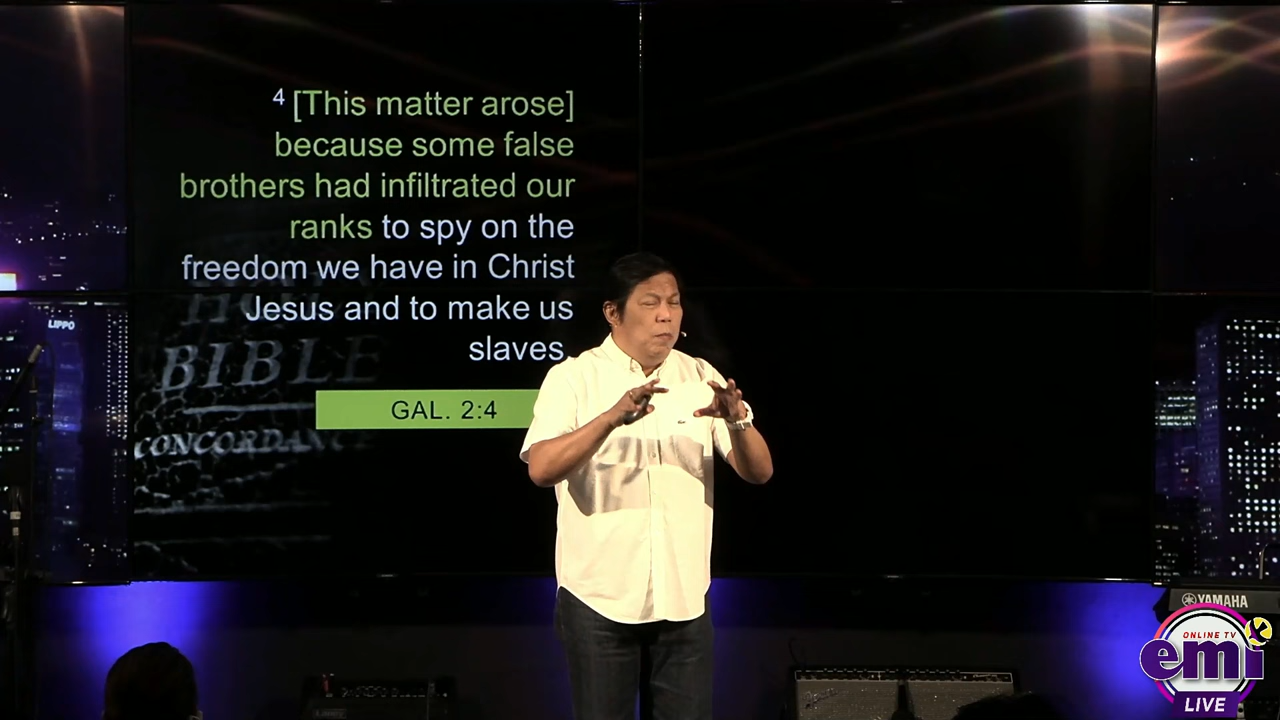 4 [This matter arose]
because some false
brothers had infiltrated our
ranks to spy on the
freedom we have in Christ
Jesus and to make us
slaves.
GAL. 2:4
HOLY
BIBLE
CONCORDANCE
LIPPO
YAMAHA
ONLINE TV
emi
LIVE